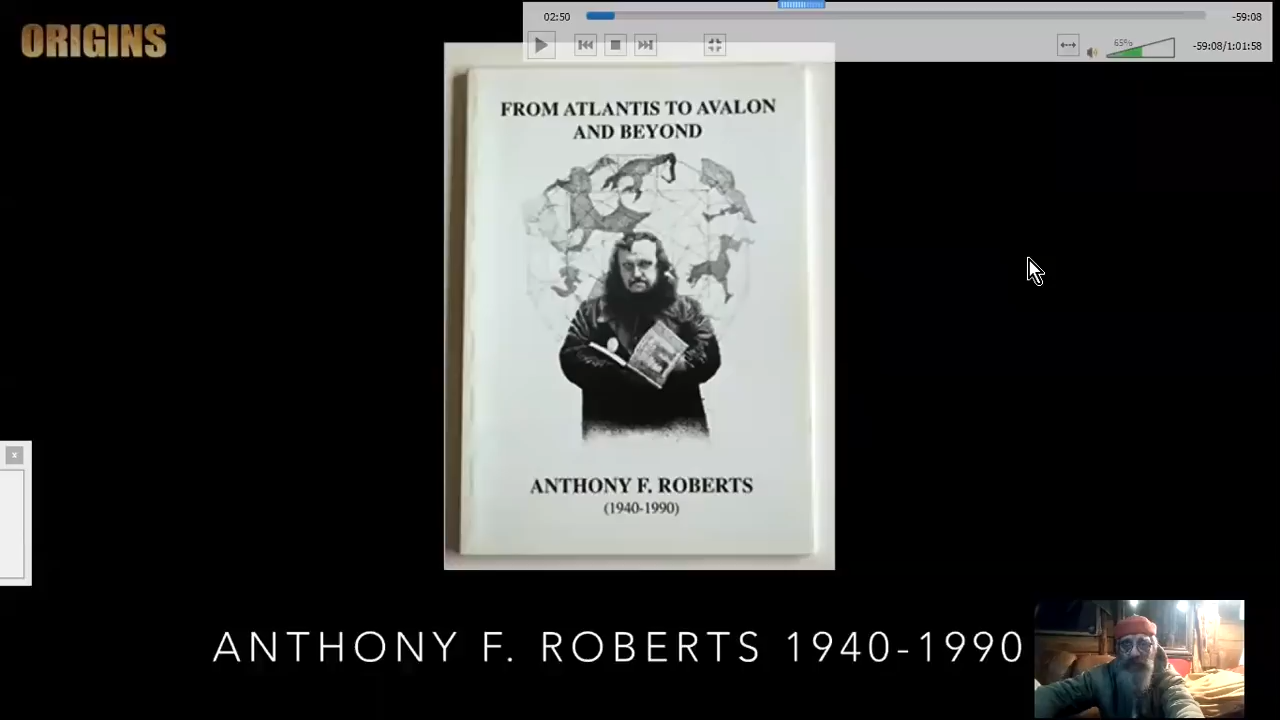 ORIGINS
02:50
-59:08
65%
-59:08/1:01:58
FROM ATLANTIS TO AVALON
AND BEYOND
ANTHONY F. ROBERTS
(1940-1990)
x
ANTHONY F. ROBERTS 1940-1990